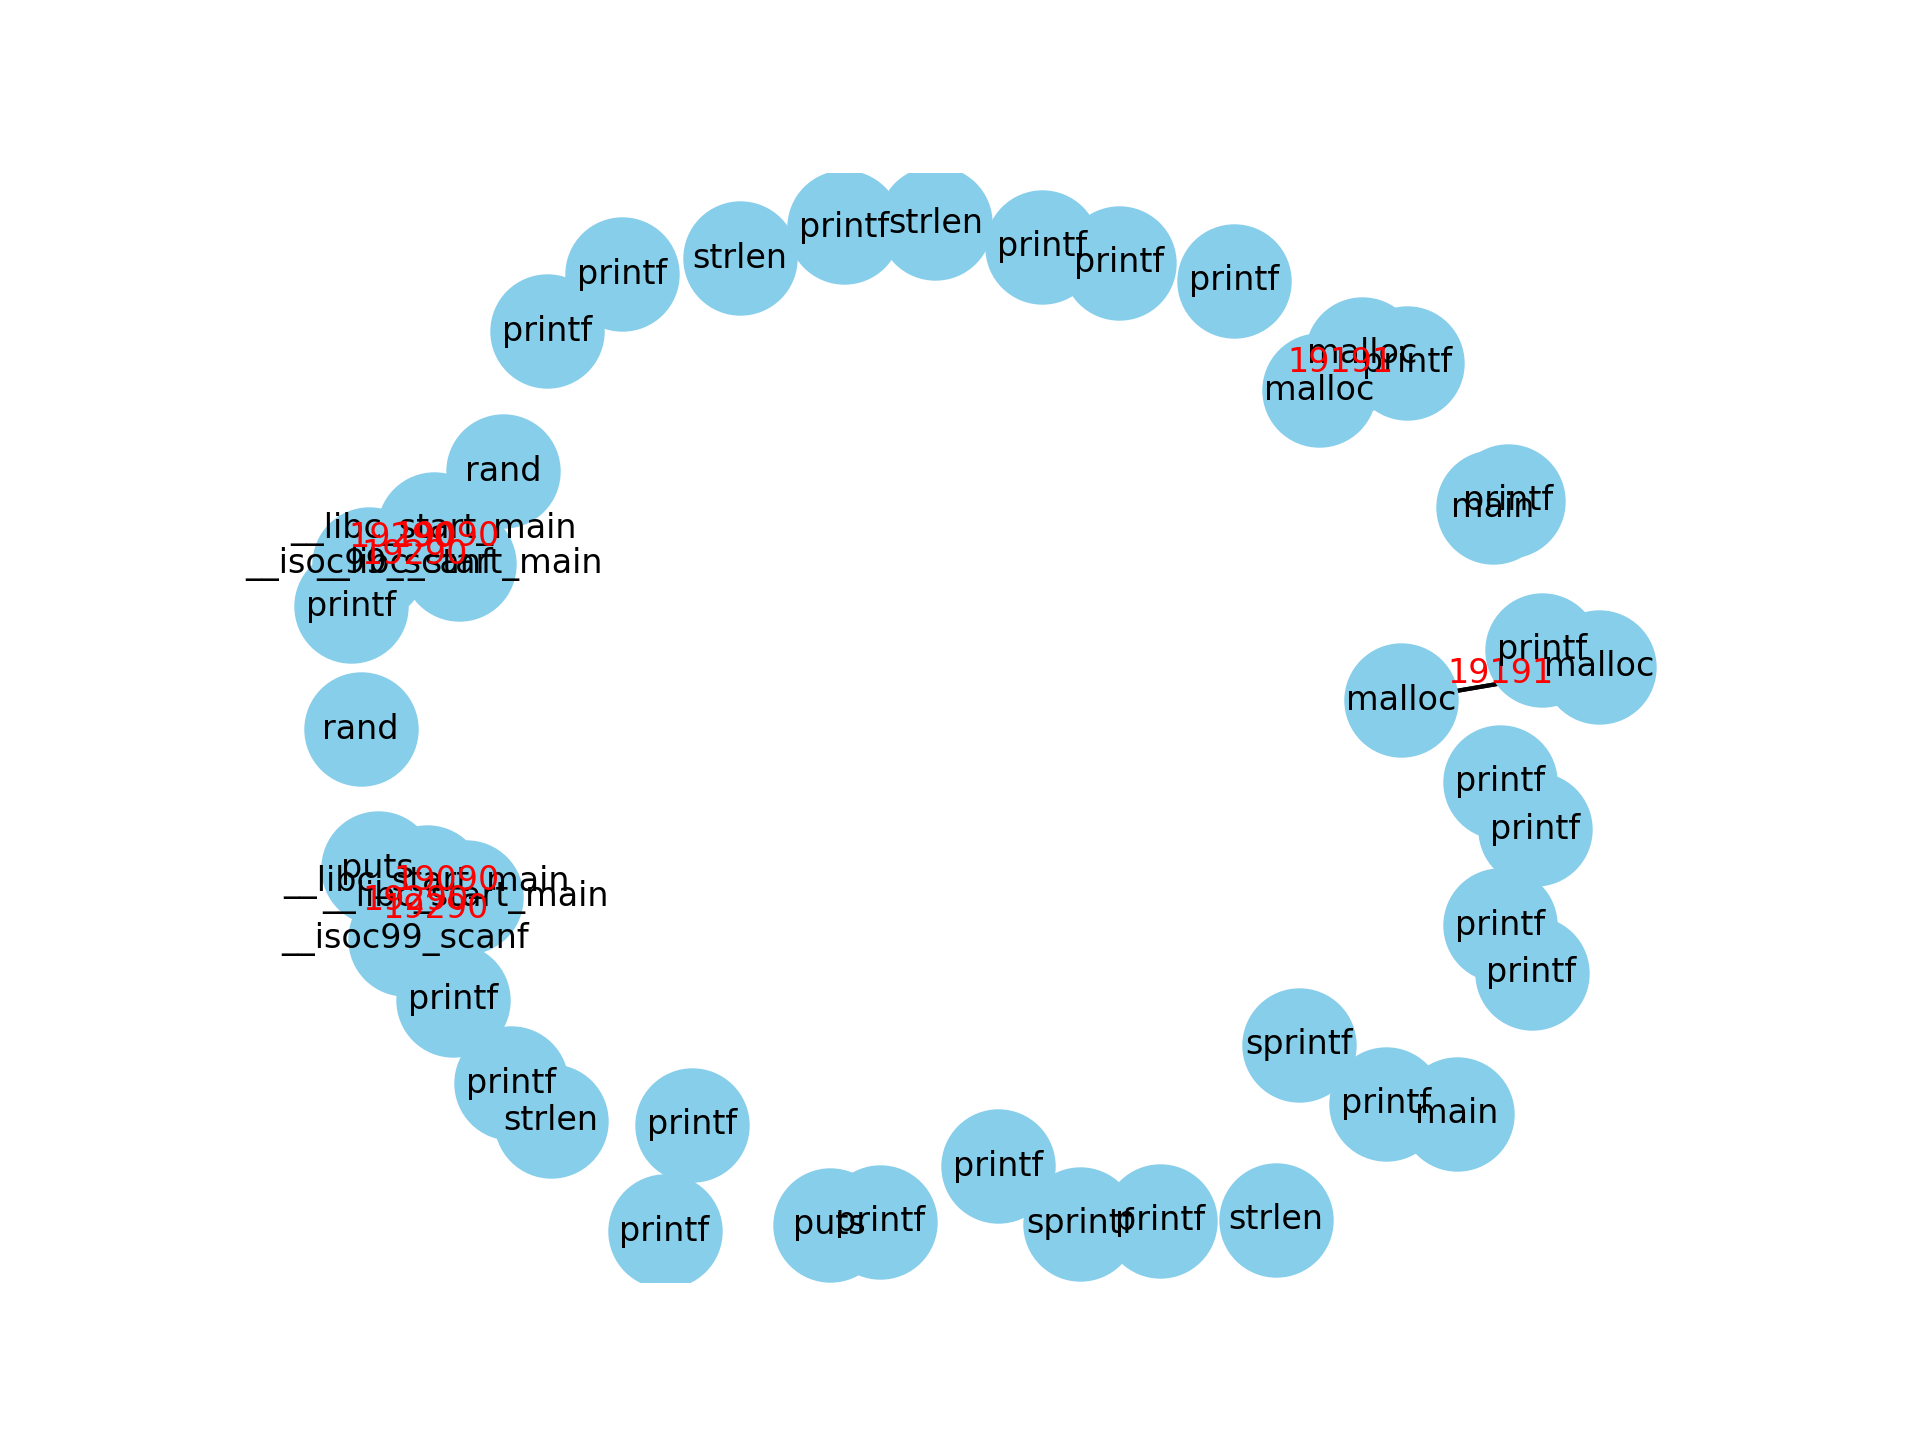 printf
strlen
printf
strlen
printf
printf
printf
printf
printf
malloc
printf
19191
malloc
rand
printf
main
__libc_start_main
19290
19090
19290
__isoc99_scanf
__libc_start_main
printf
printf
malloc
19191
malloc
rand
printf
printf
puts
__libc_start_main
19090
__libc_start_main
19290
19290
__isoc99_scanf
printf
printf
printf
printf
sprintf
printf
strlen
printf
main
printf
printf
puts
printf
sprintf
printf
strlen